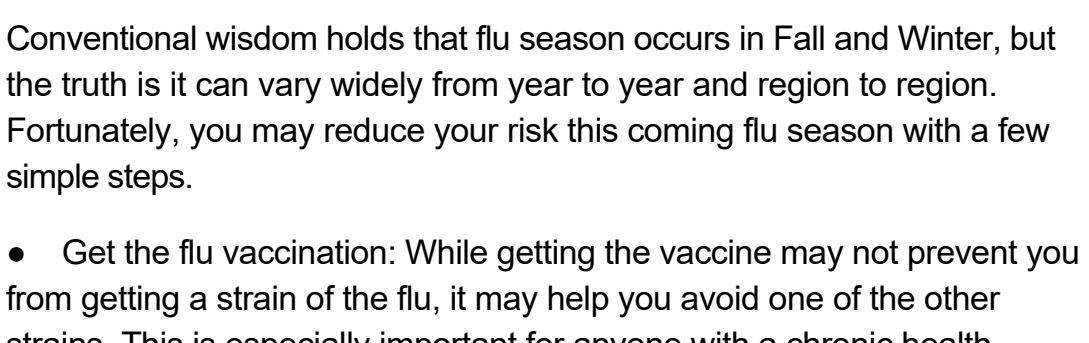 Conventional wisdom holds that flu season occurs in Fall and Winter, but
the truth is it can vary widely from year to year and region to region.
Fortunately, you may reduce your risk this coming flu season with a few
simple steps.
● Get the flu vaccination: While getting the vaccine may not prevent you
from getting a strain of the flu, it may help you avoid one of the other
strains. This is especially important for anyone with a chronic health